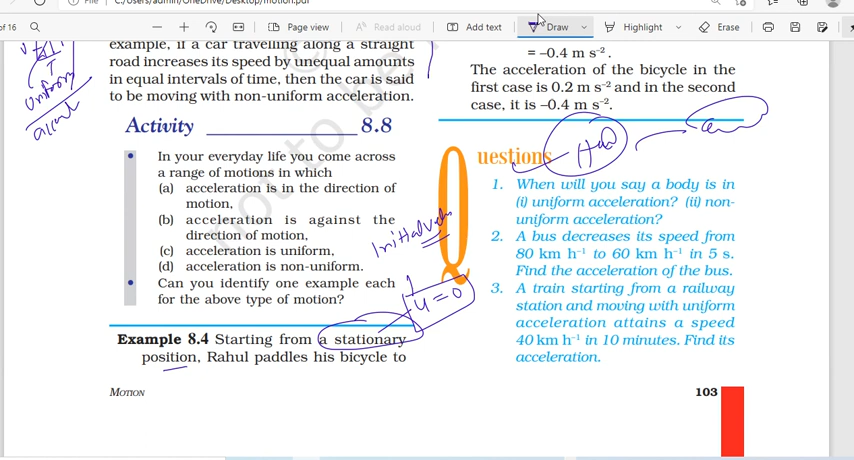 File C:/Users/admin/OneDrive/Desktop/motion.pdf
of 16
Page view
Read aloud
Add text
Draw
Highlight
Erase
example, if a car travelling along a straight
road increases its speed by unequal amounts
in equal intervals of time, then the car is said
to be moving with non-uniform acceleration.
Activity 8.8
• In your everyday life you come across
a range of motions in which
(a) acceleration is in the direction of
motion,
(b) acceleration is against the
direction of motion,
(c) acceleration is uniform,
(d) acceleration is non-uniform.
• Can you identify one example each
for the above type of motion?
Example 8.4 Starting from a stationary
position, Rahul paddles his bicycle to
u = 0
MOTION
= –0.4 m s⁻².
The acceleration of the bicycle in the
first case is 0.2 m s⁻² and in the second
case, it is –0.4 m s⁻².
Questions
1. When will you say a body is in
(i) uniform acceleration? (ii) non-
uniform acceleration?
2. A bus decreases its speed from
80 km h⁻¹ to 60 km h⁻¹ in 5 s.
Find the acceleration of the bus.
3. A train starting from a railway
station and moving with uniform
acceleration attains a speed
40 km h⁻¹ in 10 minutes. Find its
acceleration.
103